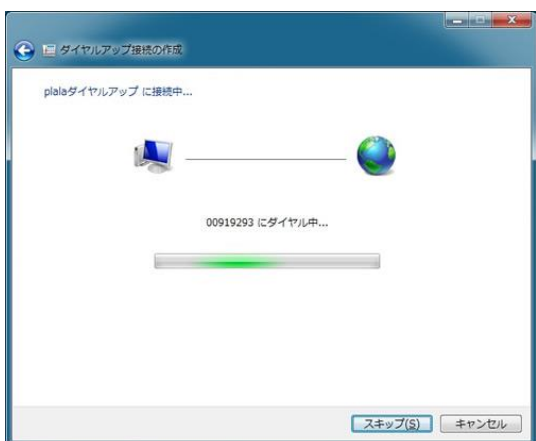 ダイヤルアップ接続の作成
plalaダイヤルアップ に接続中...
00919293 にダイヤル中...
スキップ(S)
キャンセル